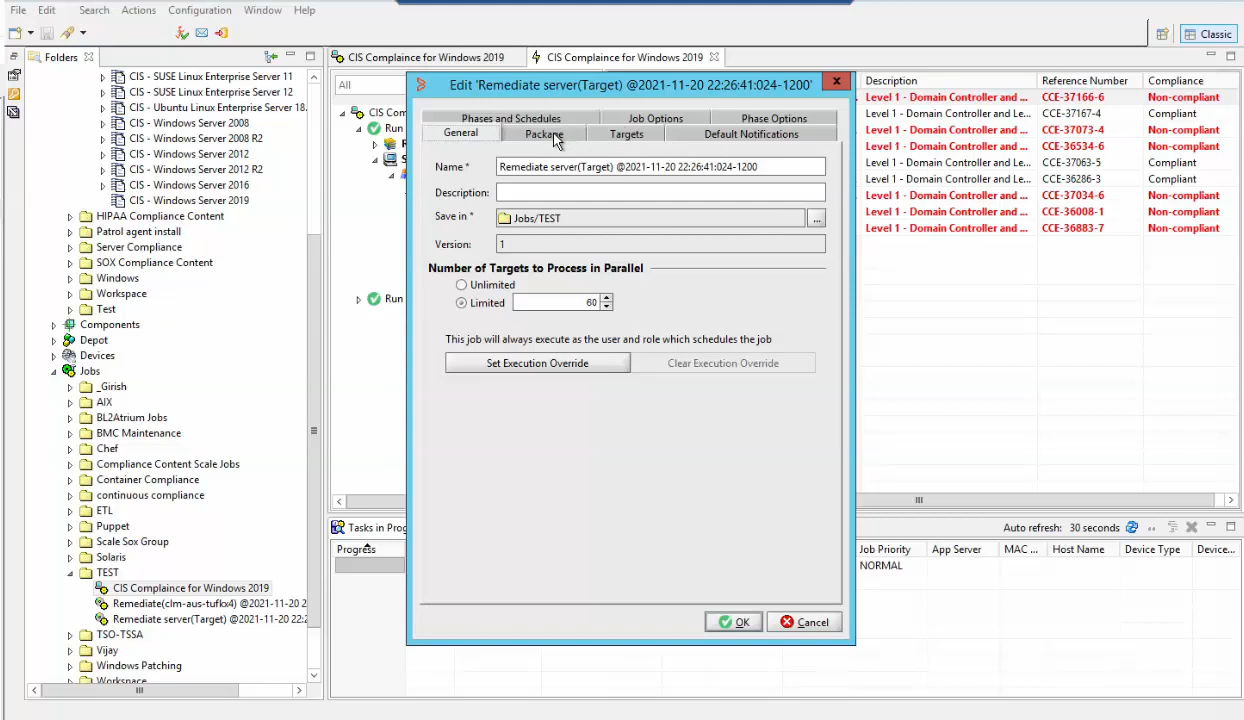 File Edit Search Actions Configuration Window Help
Classic
Folders
CIS - SUSE Linux Enterprise Server 11
CIS - SUSE Linux Enterprise Server 12
CIS - Ubuntu Linux Enterprise Server 18.
CIS - Windows Server 2008
CIS - Windows Server 2008 R2
CIS - Windows Server 2012
CIS - Windows Server 2012 R2
CIS - Windows Server 2016
CIS - Windows Server 2019
HIPAA Compliance Content
Patrol agent install
Server Compliance
SOX Compliance Content
Windows
Workspace
Test
Components
Depot
Devices
Jobs
_Girish
AIX
BL2Atrium Jobs
BMC Maintenance
Chef
Compliance Content Scale Jobs
Container Compliance
continuous compliance
ETL
Puppet
Scale Sox Group
Solaris
TEST
CIS Complaince for Windows 2019
Remediate(clm-aus-tufkx4) @2021-11-20 2
Remediate server(Target) @2021-11-20 22:2
TSO-TSSA
Vijay
Windows Patching
Workspace
CIS Complaince for Windows 2019
CIS Complaince for Windows 2019
All
CIS Com
Run
Run
Edit 'Remediate server(Target) @2021-11-20 22:26:41:024-1200'
Phases and Schedules Job Options Phase Options
General Package Targets Default Notifications
Name * Remediate server(Target) @2021-11-20 22:26:41:024-1200
Description:
Save in * Jobs/TEST ...
Version: 1
Number of Targets to Process in Parallel
Unlimited
Limited 60
This job will always execute as the user and role which schedules the job
Set Execution Override Clear Execution Override
OK Cancel
Description Reference Number Compliance
Level 1 - Domain Controller and ... CCE-37166-6 Non-compliant
Level 1 - Domain Controller and Le... CCE-37167-4 Compliant
Level 1 - Domain Controller and ... CCE-37073-4 Non-compliant
Level 1 - Domain Controller and ... CCE-36534-6 Non-compliant
Level 1 - Domain Controller and Le... CCE-37063-5 Compliant
Level 1 - Domain Controller and Le... CCE-36286-3 Compliant
Level 1 - Domain Controller and ... CCE-37034-6 Non-compliant
Level 1 - Domain Controller and ... CCE-36008-1 Non-compliant
Level 1 - Domain Controller and ... CCE-36883-7 Non-compliant
Tasks in Prog
Auto refresh: 30 seconds
Progress
Job Priority App Server MAC ... Host Name Device Type Device...
NORMAL